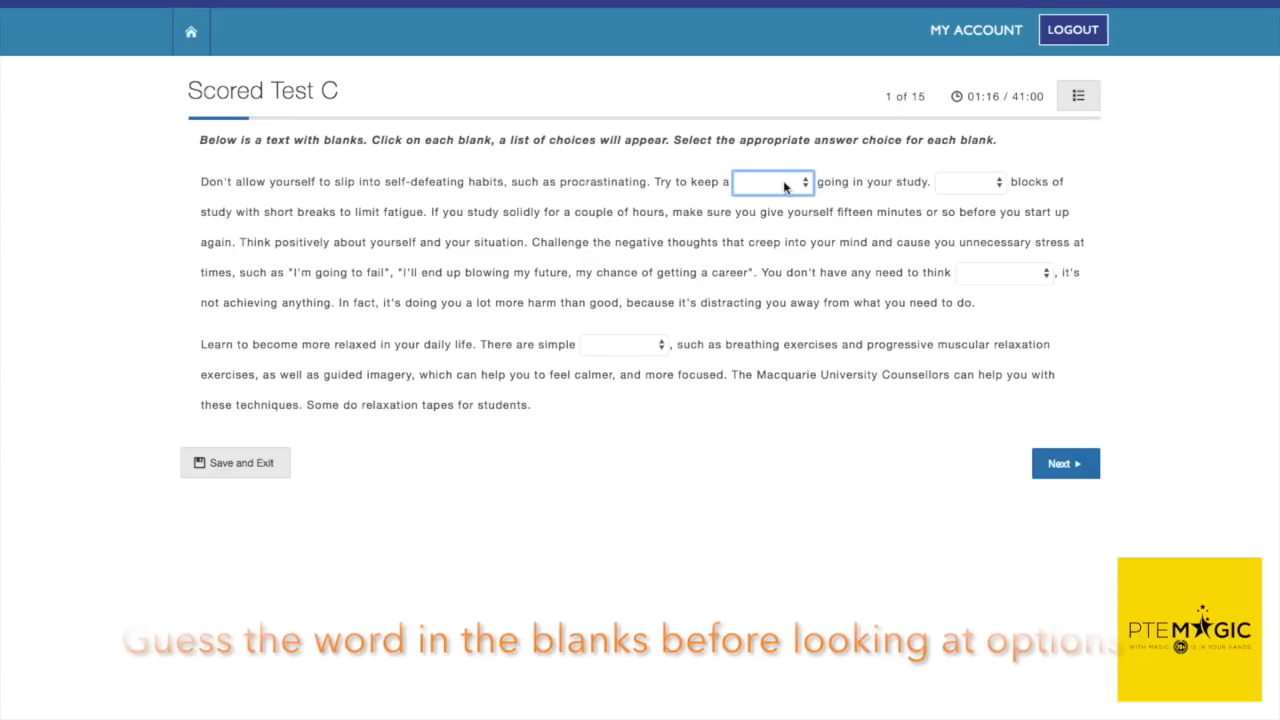 MY ACCOUNT
LOGOUT
Scored Test C
1 of 15
01:16 / 41:00
Below is a text with blanks. Click on each blank, a list of choices will appear. Select the appropriate answer choice for each blank.
Don't allow yourself to slip into self-defeating habits, such as procrastinating. Try to keep a going in your study. blocks of
study with short breaks to limit fatigue. If you study solidly for a couple of hours, make sure you give yourself fifteen minutes or so before you start up
again. Think positively about yourself and your situation. Challenge the negative thoughts that creep into your mind and cause you unnecessary stress at
times, such as "I'm going to fail", "I'll end up blowing my future, my chance of getting a career". You don't have any need to think , it's
not achieving anything. In fact, it's doing you a lot more harm than good, because it's distracting you away from what you need to do.
Learn to become more relaxed in your daily life. There are simple , such as breathing exercises and progressive muscular relaxation
exercises, as well as guided imagery, which can help you to feel calmer, and more focused. The Macquarie University Counsellors can help you with
these techniques. Some do relaxation tapes for students.
Save and Exit
Next
Guess the word in the blanks before looking at options
PTEMAGIC
WITH MAGIC 79+ IS IN YOUR HANDS